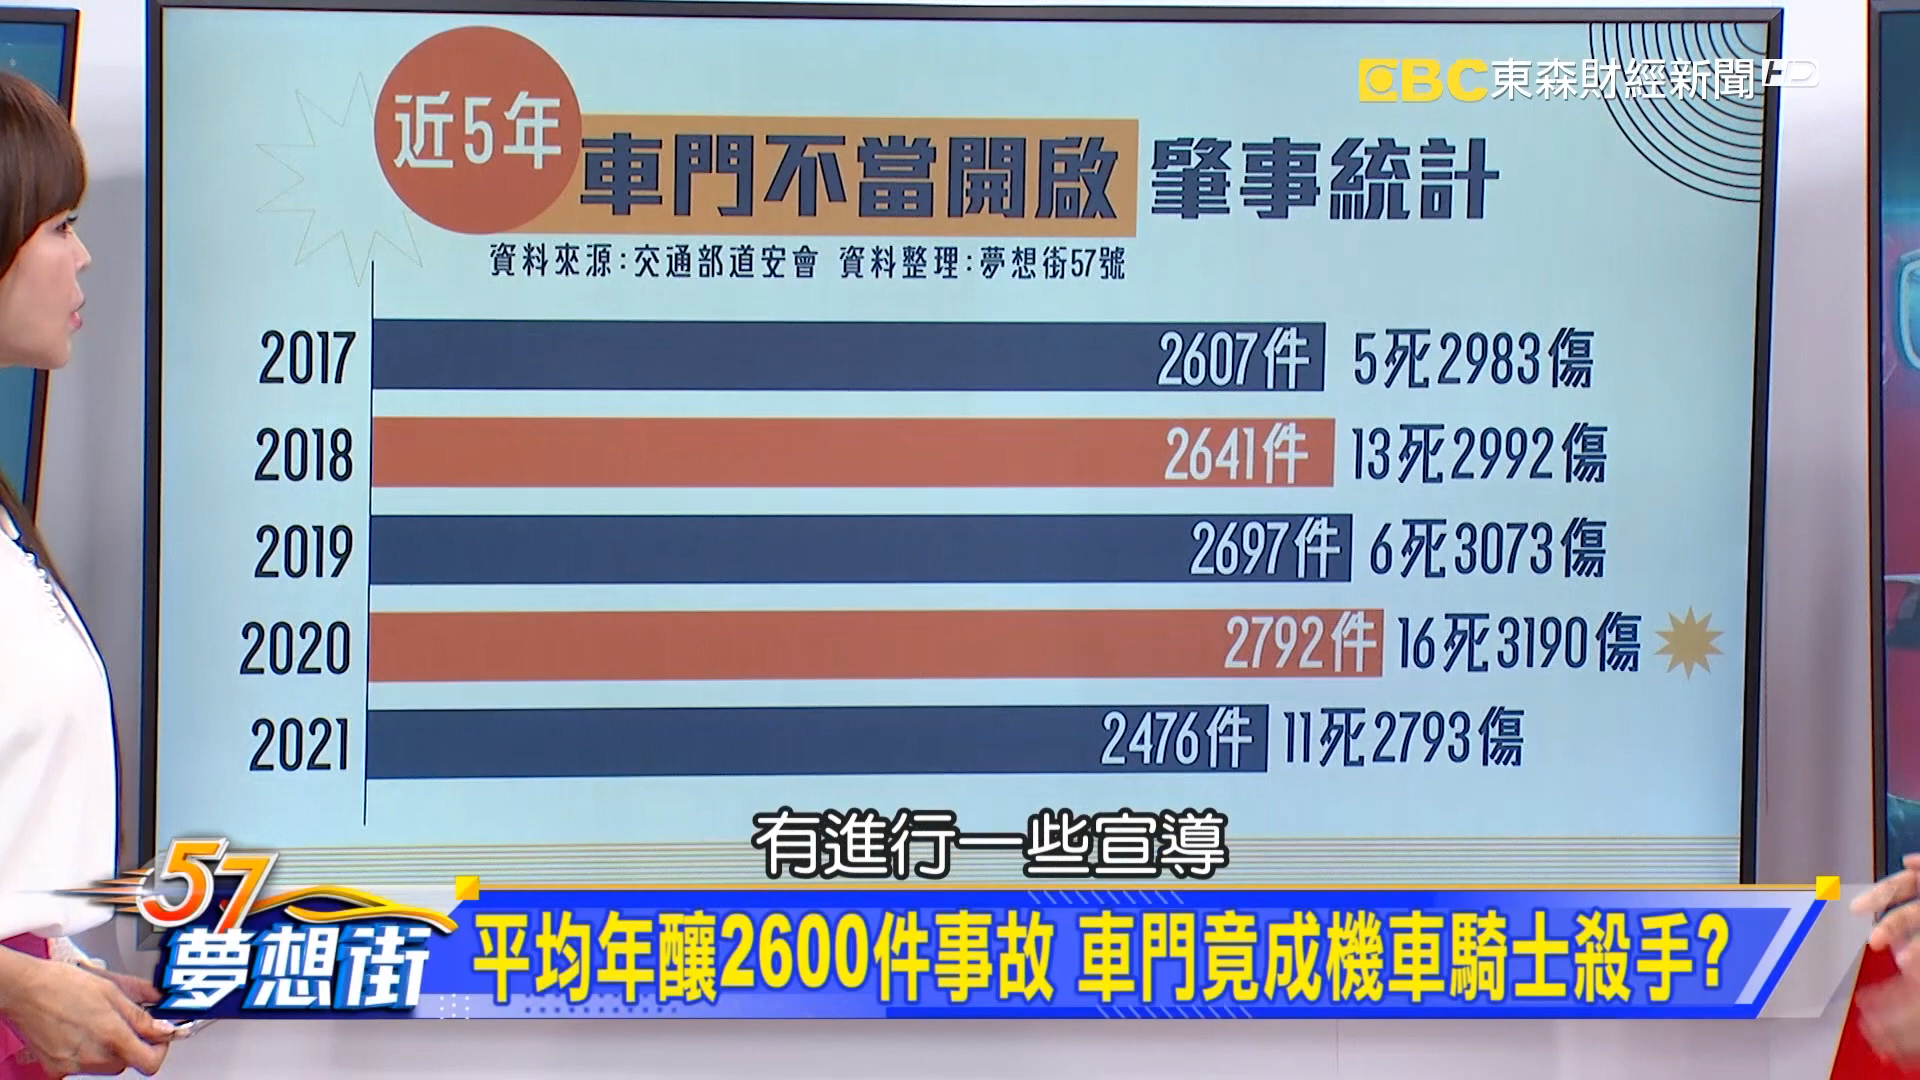 EBC 東森財經新聞 HD
近5年 車門不當開啟 肇事統計
資料來源:交通部道安會 資料整理:夢想街57號
2017 2607件 5死2983傷
2018 2641件 13死2992傷
2019 2697件 6死3073傷
2020 2792件 16死3190傷
2021 2476件 11死2793傷
有進行一些宣導
57夢想街
平均年釀2600件事故 車門竟成機車騎士殺手?